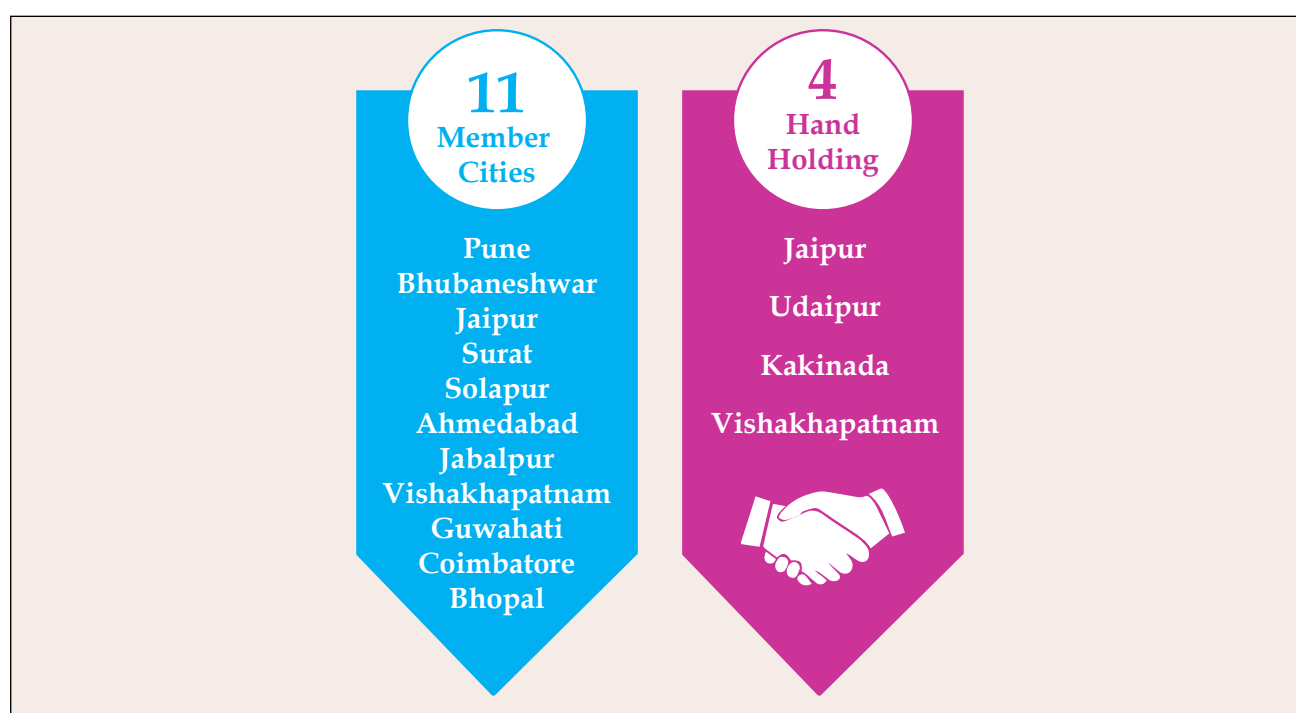 11
Member
Cities
Pune
Bhubaneshwar
Jaipur
Surat
Solapur
Ahmedabad
Jabalpur
Vishakhapatnam
Guwahati
Coimbatore
Bhopal
4
Hand
Holding
Jaipur
Udaipur
Kakinada
Vishakhapatnam